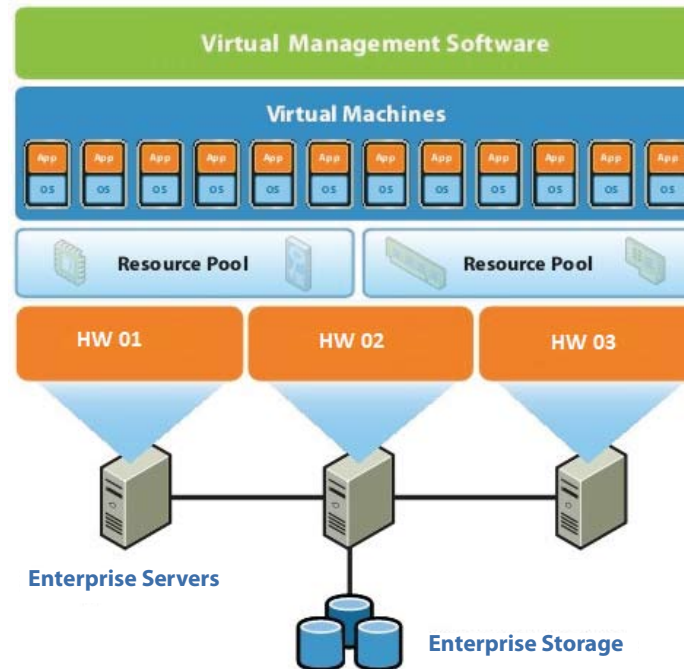 Virtual Management Software
Virtual Machines
App App App App App App App App App App App App
OS OS OS OS OS OS OS OS OS OS OS OS
Resource Pool Resource Pool
HW 01 HW 02 HW 03
Enterprise Servers
Enterprise Storage